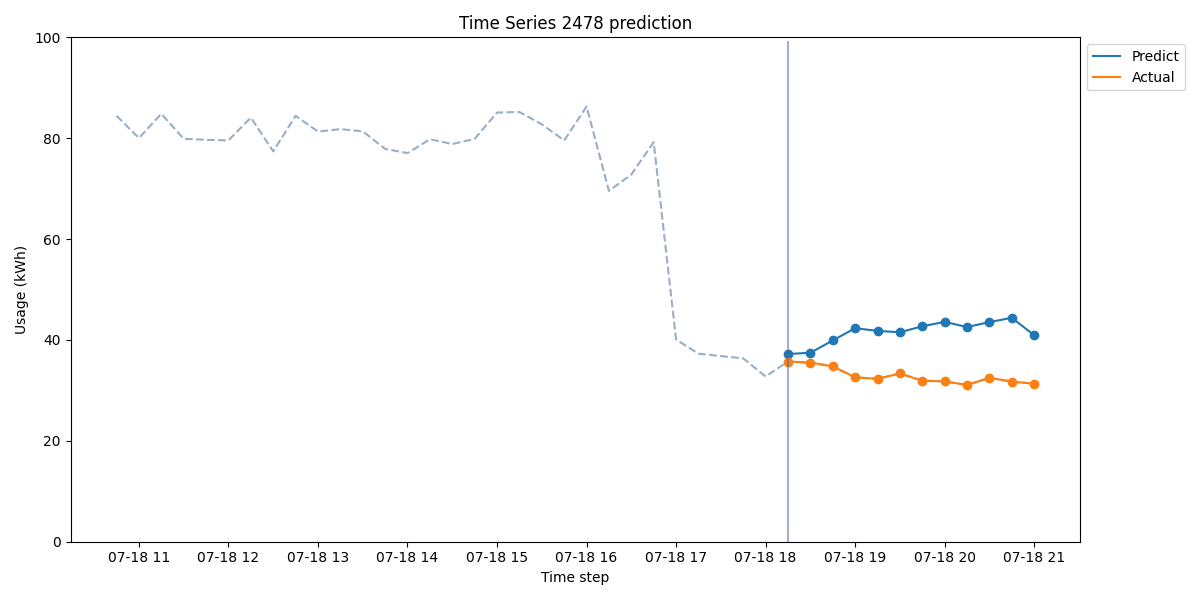 Time Series 2478 prediction
Predict
Actual
100
80
60
40
20
0
Usage (kWh)
07-18 11 07-18 12 07-18 13 07-18 14 07-18 15 07-18 16 07-18 17 07-18 18 07-18 19 07-18 20 07-18 21
Time step